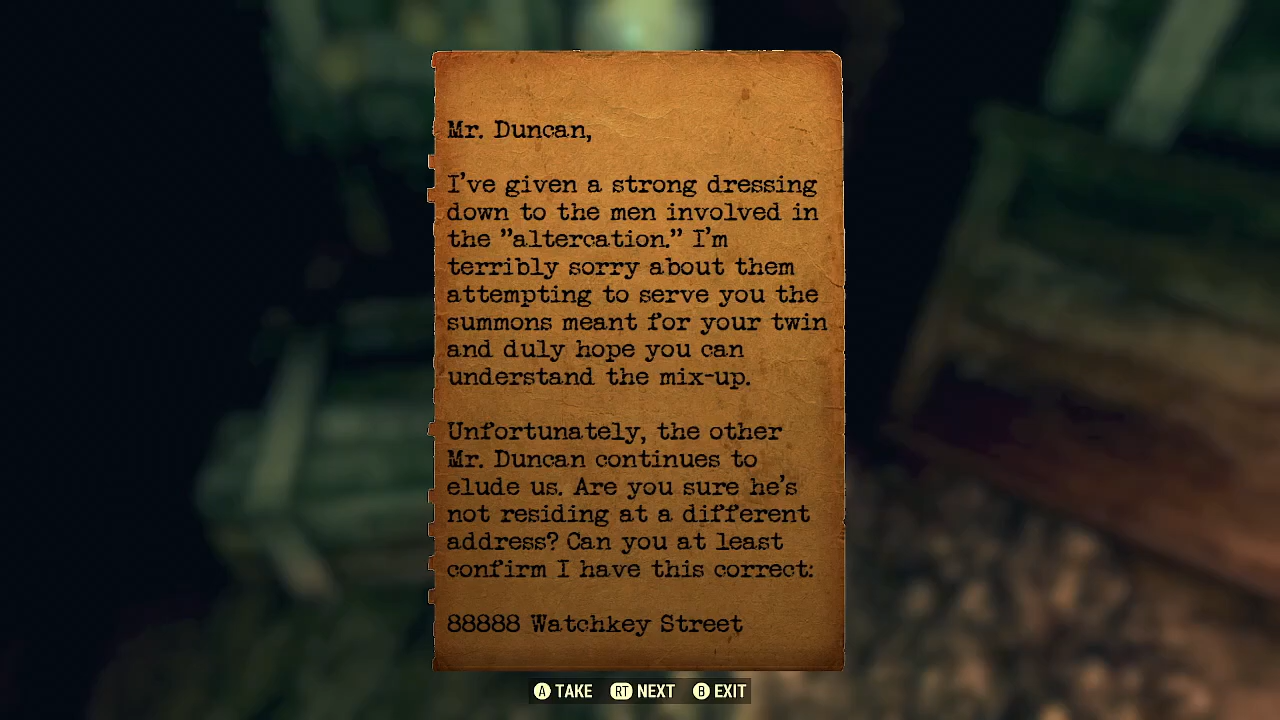 Mr. Duncan,
I've given a strong dressing
down to the men involved in
the "altercation." I'm
terribly sorry about them
attempting to serve you the
summons meant for your twin
and duly hope you can
understand the mix-up.
Unfortunately, the other
Mr. Duncan continues to
elude us. Are you sure he's
not residing at a different
address? Can you at least
confirm I have this correct:
88888 Watchkey Street
A TAKE RT NEXT B EXIT